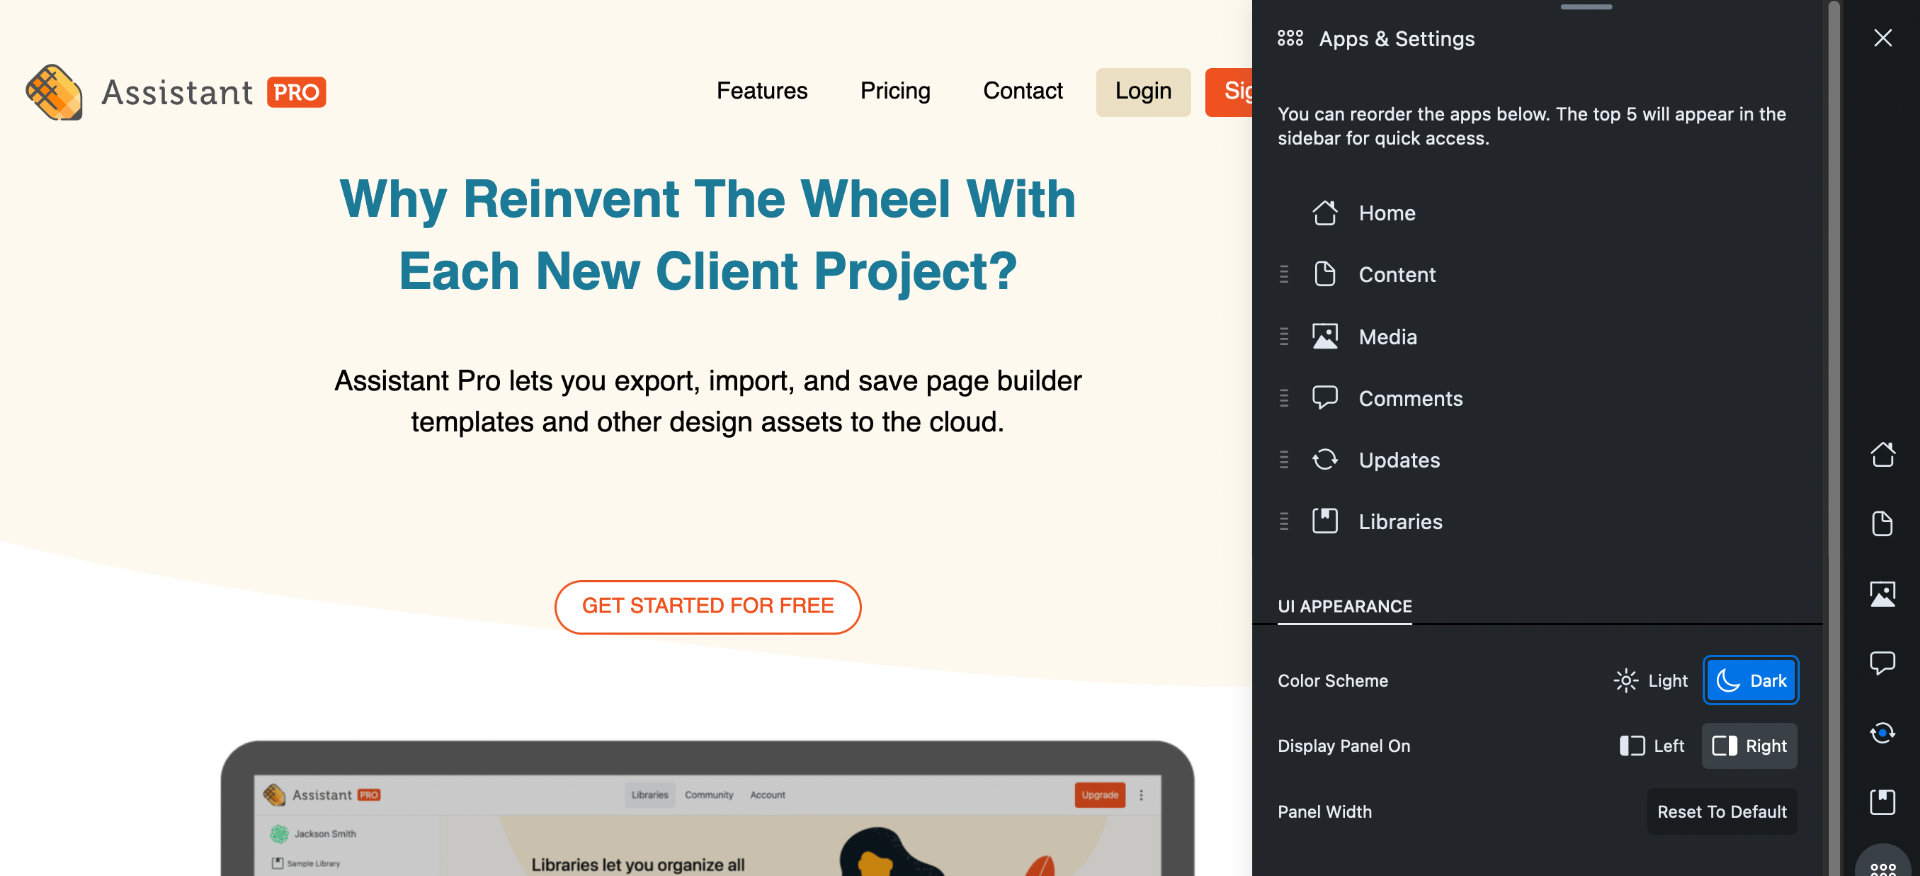 Assistant PRO
Features Pricing Contact Login Sig
Why Reinvent The Wheel With
Each New Client Project?
Assistant Pro lets you export, import, and save page builder
templates and other design assets to the cloud.
GET STARTED FOR FREE
Assistant PRO Libraries Community Account Upgrade
Jackson Smith
Sample Library
Libraries let you organize all
Apps & Settings
You can reorder the apps below. The top 5 will appear in the
sidebar for quick access.
Home
Content
Media
Comments
Updates
Libraries
UI APPEARANCE
Color Scheme Light Dark
Display Panel On Left Right
Panel Width Reset To Default